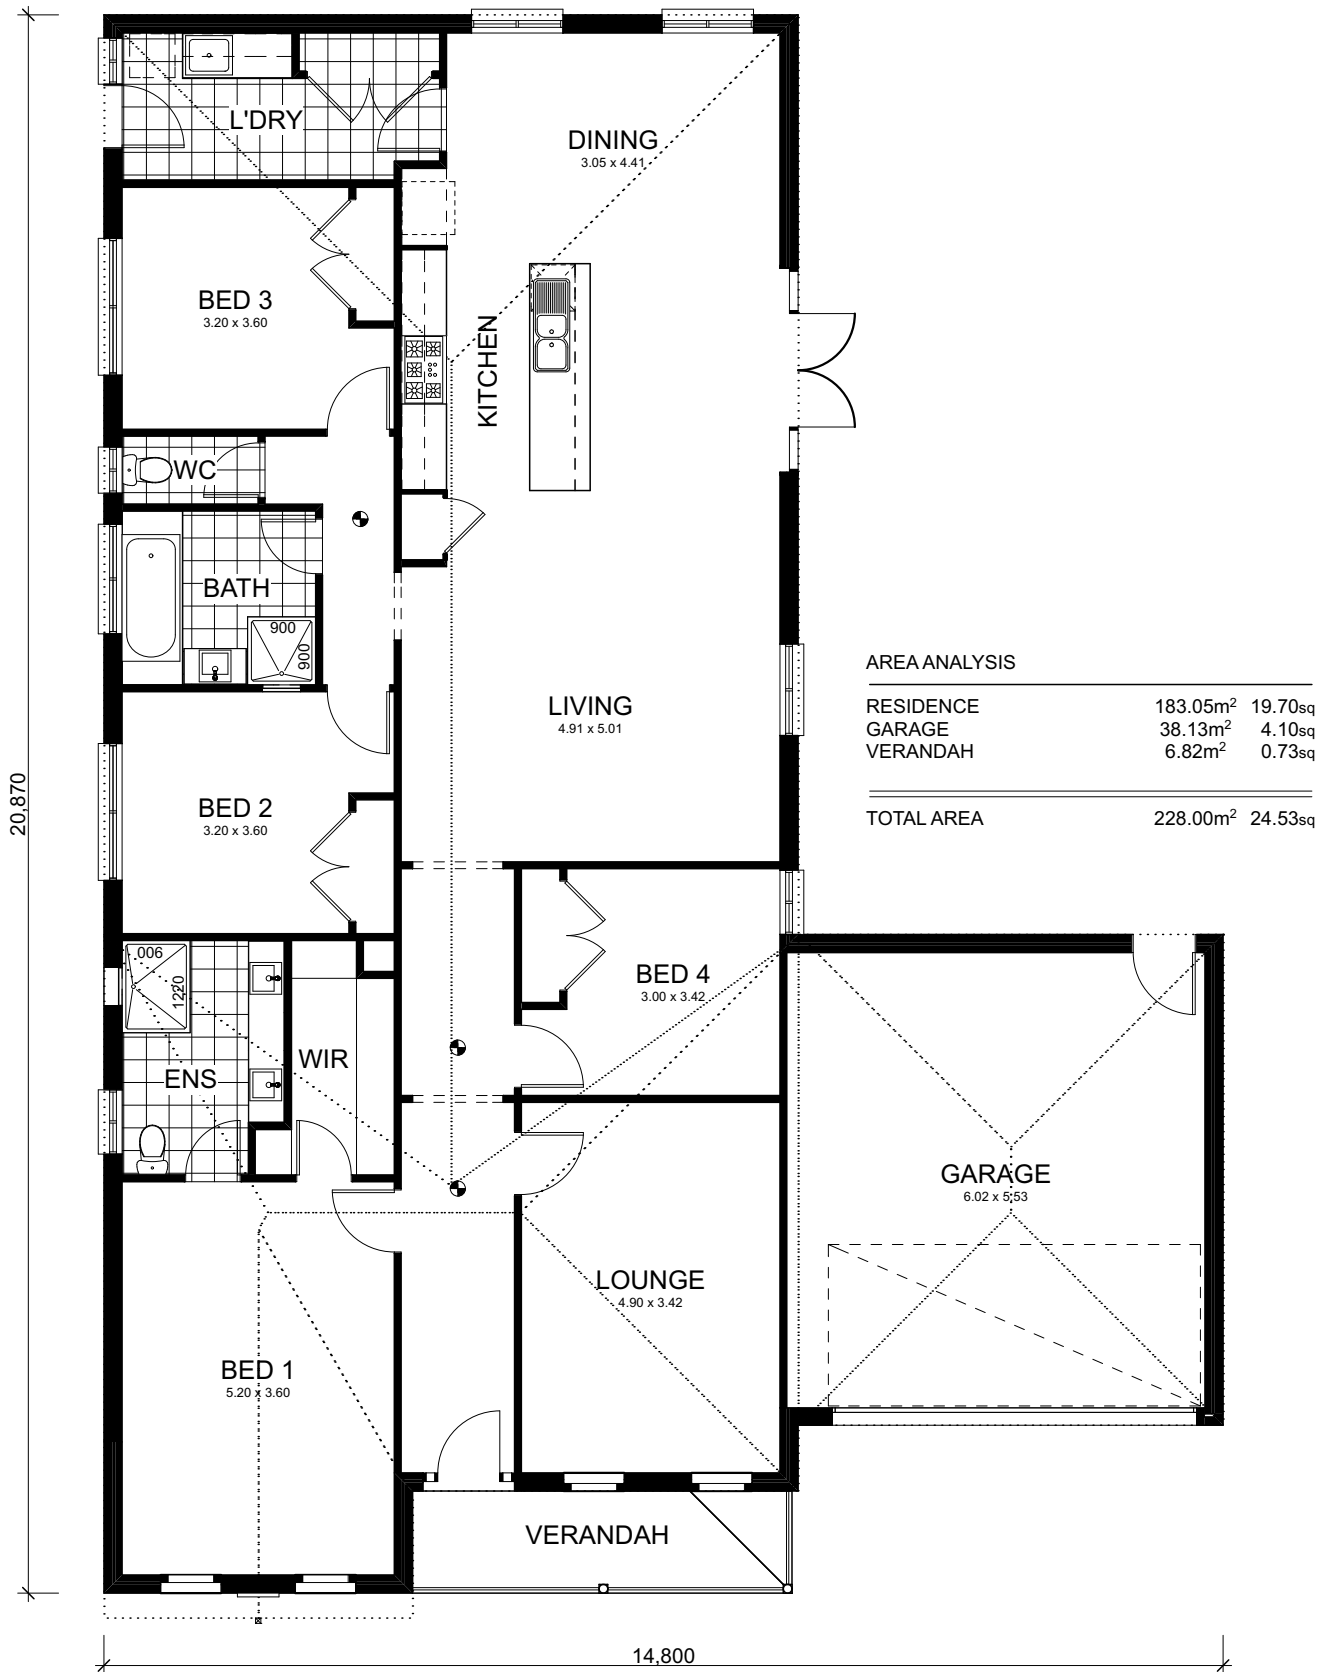 L'DRY
DINING
3.05 x 4.41
BED 3
3.20 x 3.60
KITCHEN
WC
BATH
900
900
LIVING
4.91 x 5.01
AREA ANALYSIS
RESIDENCE 183.05m² 19.70sq
GARAGE 38.13m² 4.10sq
VERANDAH 6.82m² 0.73sq
TOTAL AREA 228.00m² 24.53sq
20,870
BED 2
3.20 x 3.60
900
1220
BED 4
3.00 x 3.42
WIR
ENS
GARAGE
6.02 x 5.53
LOUNGE
4.90 x 3.42
BED 1
5.20 x 3.60
VERANDAH
14,800